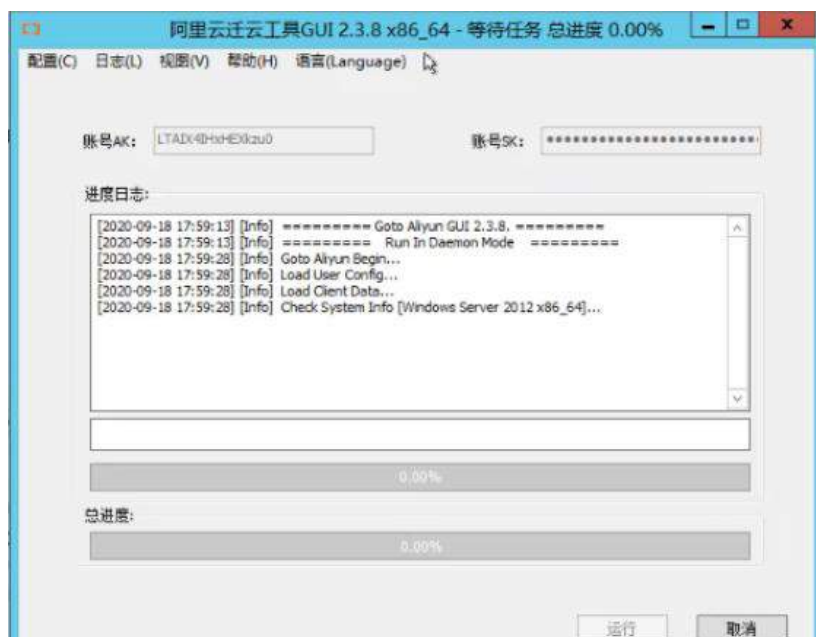 阿里云迁云工具GUI 2.3.8 x86_64 - 等待任务 总进度 0.00%
配置(C) 日志(L) 视图(V) 帮助(H) 语言(Language)
账号AK: 账号SK: ************************
进度日志:
[2020-09-18 17:59:13] [Info] ========= Goto Aliyun GUI 2.3.8. =========
[2020-09-18 17:59:13] [Info] ========= Run In Daemon Mode =========
[2020-09-18 17:59:28] [Info] Goto Aliyun Begin...
[2020-09-18 17:59:28] [Info] Load User Config...
[2020-09-18 17:59:28] [Info] Load Client Data...
[2020-09-18 17:59:28] [Info] Check System Info [Windows Server 2012 x86_64]...
0.00%
总进度:
0.00%
运行 取消